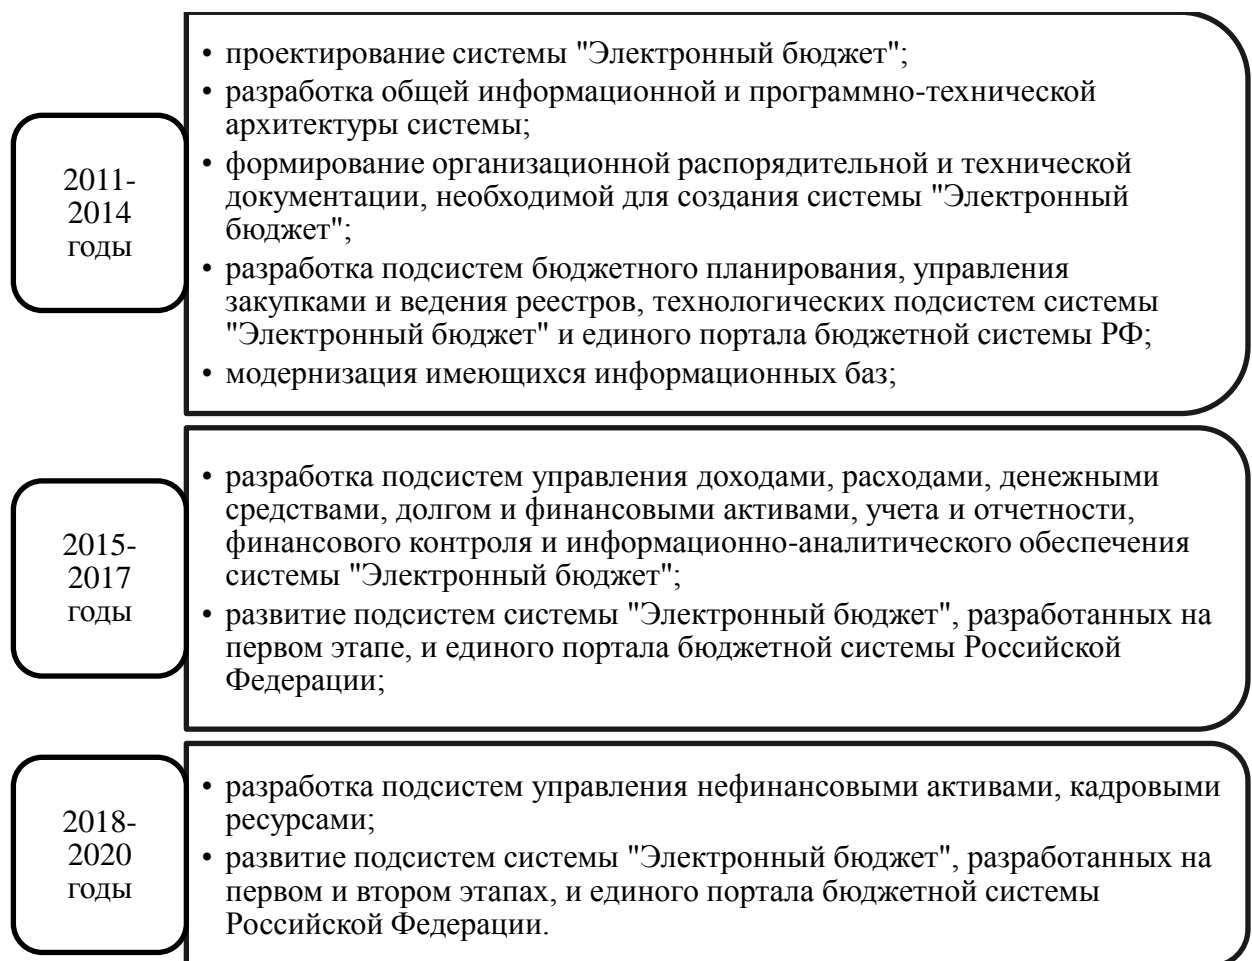 2011-
2014
годы
• проектирование системы "Электронный бюджет";
• разработка общей информационной и программно-технической
архитектуры системы;
• формирование организационной распорядительной и технической
документации, необходимой для создания системы "Электронный
бюджет";
• разработка подсистем бюджетного планирования, управления
закупками и ведения реестров, технологических подсистем системы
"Электронный бюджет" и единого портала бюджетной системы РФ;
• модернизация имеющихся информационных баз;
2015-
2017
годы
• разработка подсистем управления доходами, расходами, денежными
средствами, долгом и финансовыми активами, учета и отчетности,
финансового контроля и информационно-аналитического обеспечения
системы "Электронный бюджет";
• развитие подсистем системы "Электронный бюджет", разработанных на
первом этапе, и единого портала бюджетной системы Российской
Федерации;
2018-
2020
годы
• разработка подсистем управления нефинансовыми активами, кадровыми
ресурсами;
• развитие подсистем системы "Электронный бюджет", разработанных на
первом и втором этапах, и единого портала бюджетной системы
Российской Федерации.